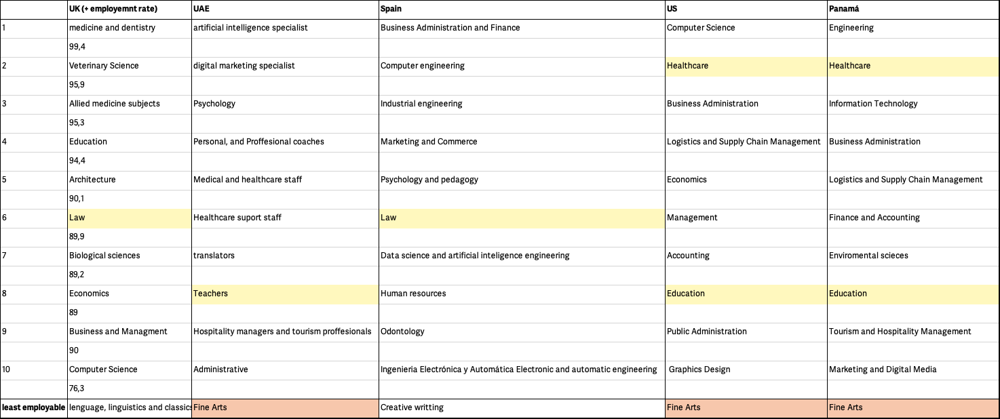 UK (+ employemnt rate) UAE Spain US Panamá
1 medicine and dentistry artificial intelligence specialist Business Administration and Finance Computer Science Engineering
99,4
2 Veterinary Science digital marketing specialist Computer engineering Healthcare Healthcare
95,9
3 Allied medicine subjects Psychology Industrial engineering Business Administration Information Technology
95,3
4 Education Personal, and Proffesional coaches Marketing and Commerce Logistics and Supply Chain Management Business Administration
94,4
5 Architecture Medical and healthcare staff Psychology and pedagogy Economics Logistics and Supply Chain Management
90,1
6 Law Healthcare suport staff Law Management Finance and Accounting
89,9
7 Biological sciences translators Data science and artificial inteligence engineering Accounting Enviromental scieces
89,2
8 Economics Teachers Human resources Education Education
89
9 Business and Managment Hospitality managers and tourism proffesionals Odontology Public Administration Tourism and Hospitality Management
90
10 Computer Science Administrative Ingenieria Electrónica y Automática Electronic and automatic engineering Graphics Design Marketing and Digital Media
76,3
least employable lenguage, linguistics and classics Fine Arts Creative writting Fine Arts Fine Arts